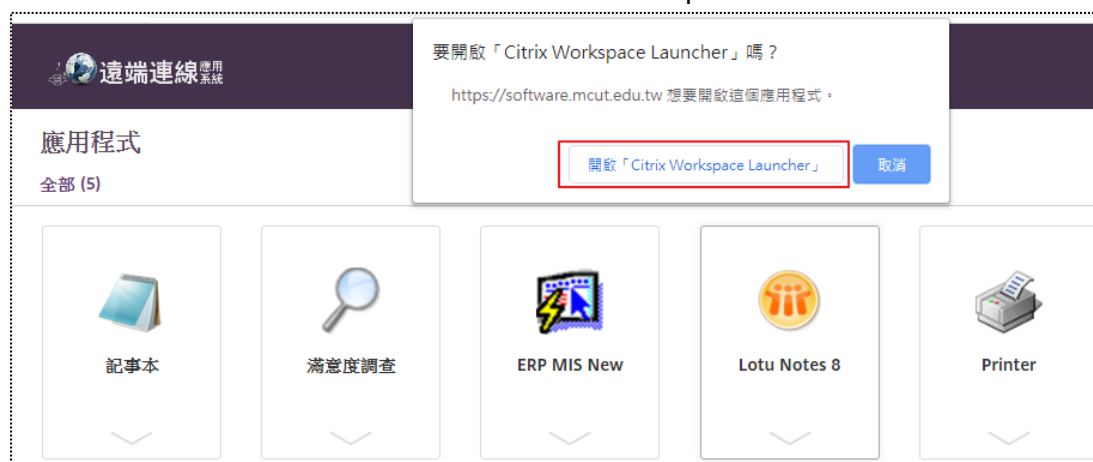 遠端連線應用系統
要開啟「Citrix Workspace Launcher」嗎？
https://software.mcut.edu.tw 想要開啟這個應用程式。
開啟「Citrix Workspace Launcher」
取消
應用程式
全部 (5)
記事本
滿意度調查
ERP MIS New
Lotu Notes 8
Printer